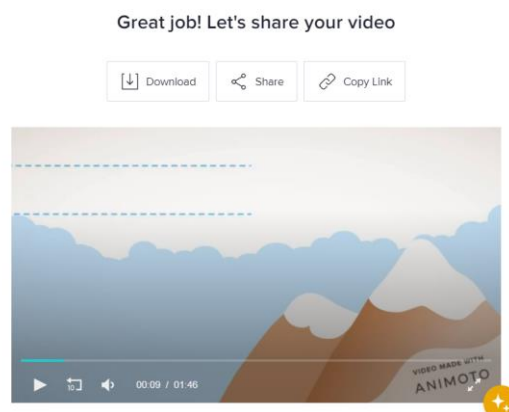 Great job! Let's share your video
Download
Share
Copy Link
10
00:09 / 01:46
VIDEO MADE WITH
ANIMOTO